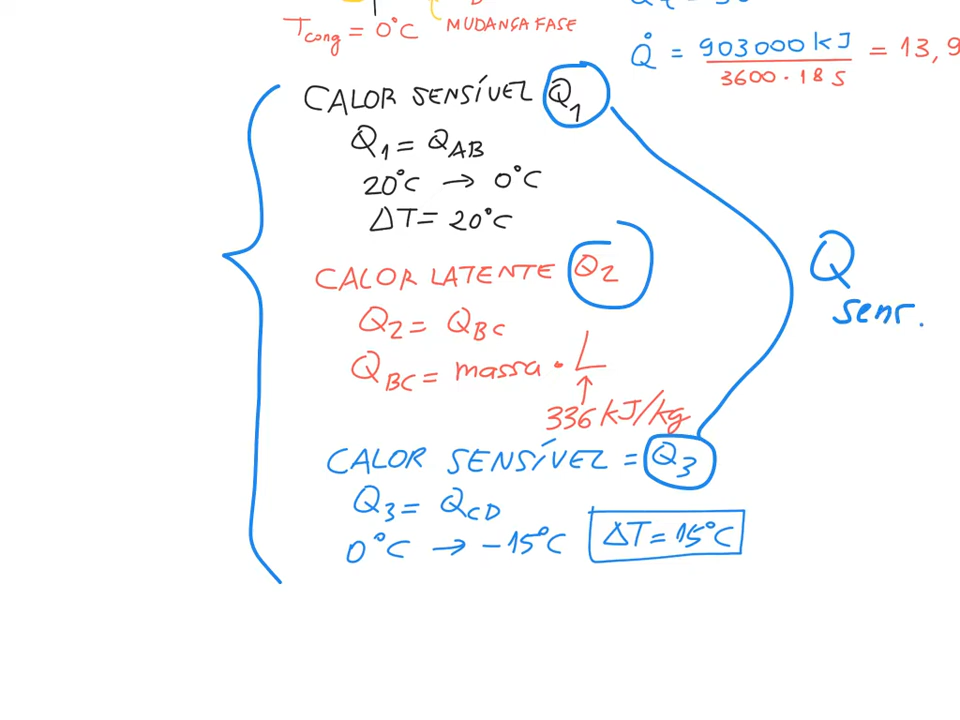 Tcong = 0°C MUDANÇA FASE
Q̊ = 903000 kJ = 13,9
3600 · 18 S
CALOR SENSÍVEL Q1
Q1 = QAB
20°C → 0°C
ΔT = 20°C
CALOR LATENTE Q2
Q2 = QBC
QBC = massa · L
↑
336 kJ/kg
Q
sens.
CALOR SENSÍVEL = Q3
Q3 = QCD
0°C → -15°C ΔT = 15°C